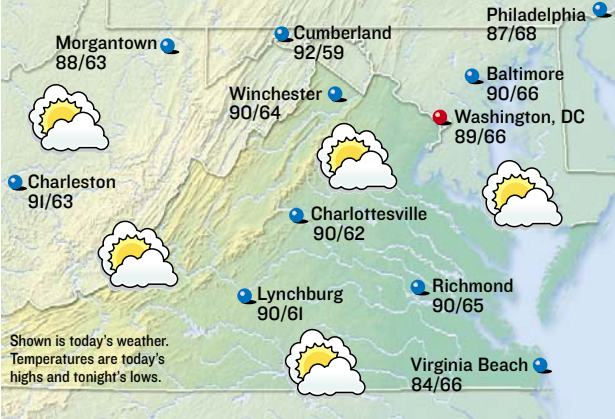 Philadelphia
87/68
Cumberland
92/59
Morgantown
88/63
Baltimore
90/66
Winchester
90/64
Washington, DC
89/66
Charleston
91/63
Charlottesville
90/62
Richmond
90/65
Lynchburg
90/61
Shown is today's weather.
Temperatures are today's
highs and tonight's lows.
Virginia Beach
84/66